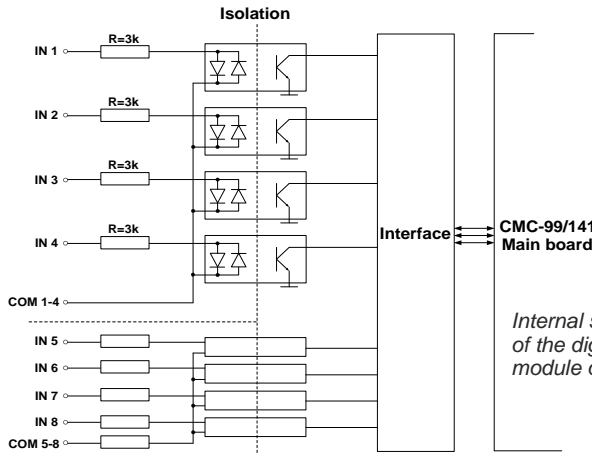 Isolation
IN 1
R=3k
IN 2
R=3k
IN 3
R=3k
IN 4
R=3k
Interface
CMC-99/141
Main board
COM 1-4
IN 5
IN 6
IN 7
IN 8
COM 5-8
Internal
of the
module